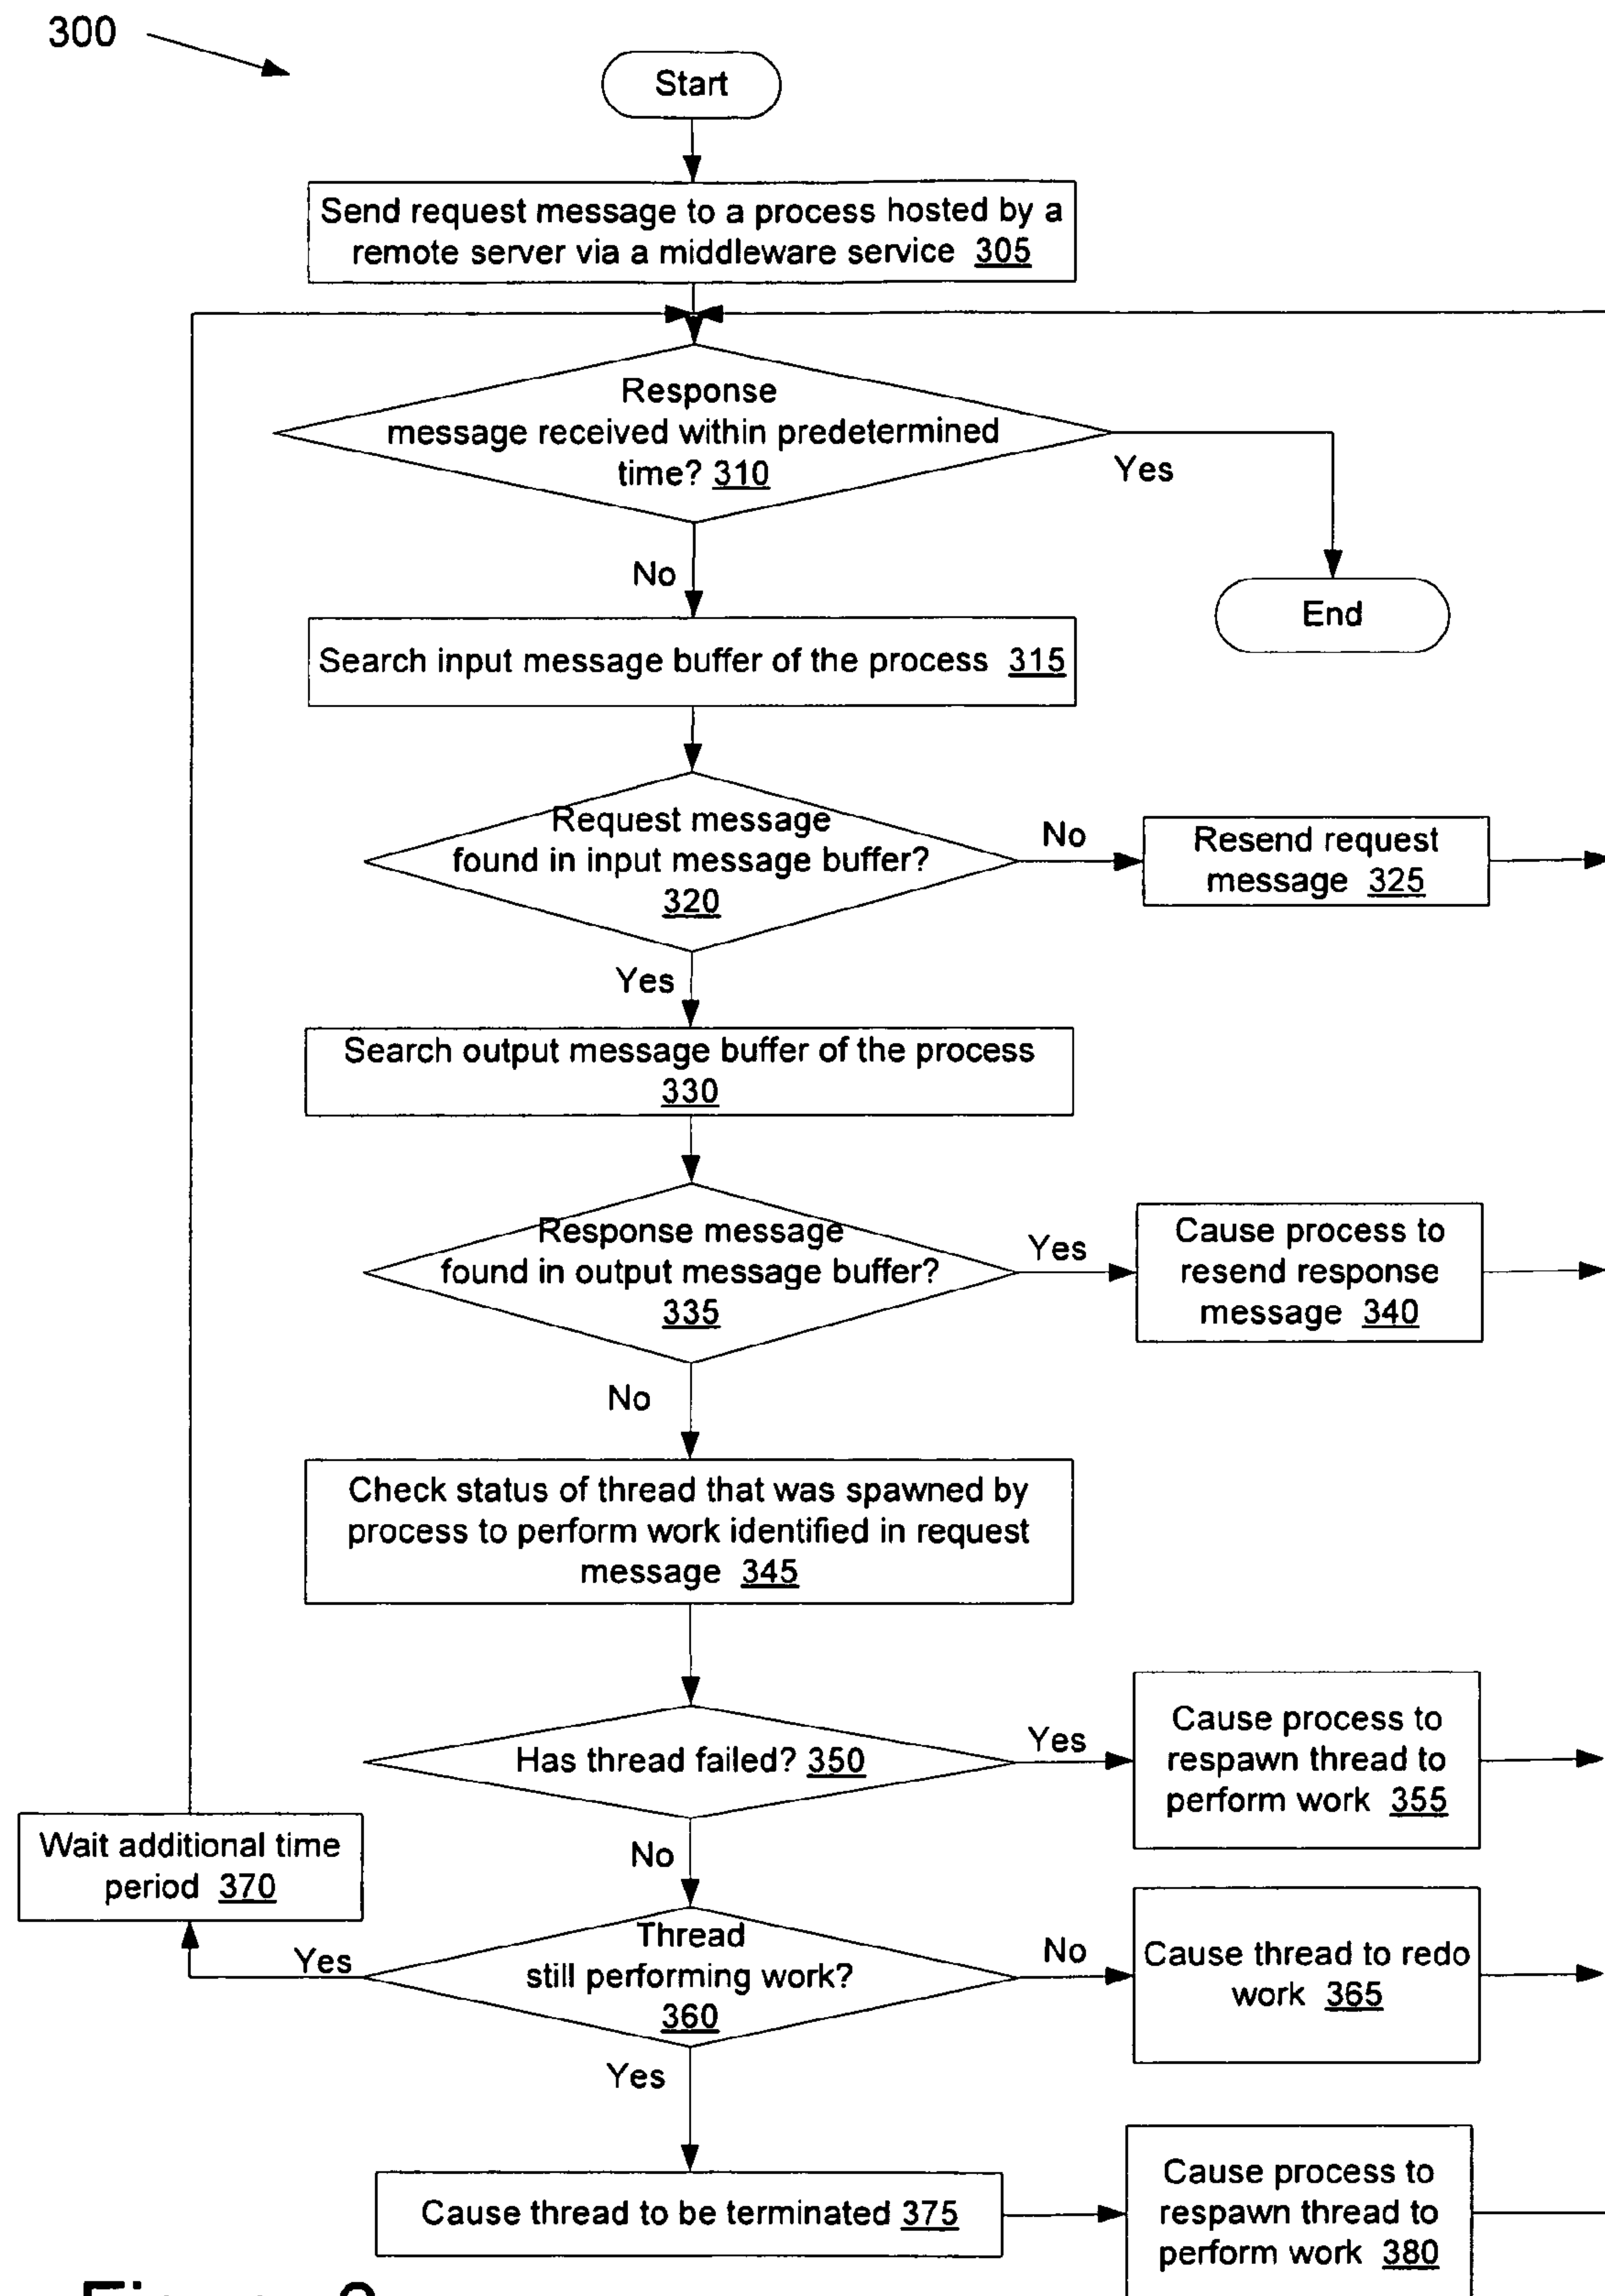 300
Start
Send request message to a process hosted by a
remote server via a middleware service 305
Response
message received within predetermined
time? 310
Yes
No
End
Search input message buffer of the process 315
Request message
found in input message buffer?
320
No
Resend request
message 325
Yes
Search output message buffer of the process
330
Response message
found in output message buffer?
335
Yes
Cause process to
resend response
message 340
No
Check status of thread that was spawned by
process to perform work identified in request
message 345
Has thread failed? 350
Yes
Cause process to
respawn thread to
perform work 355
No
Wait additional time
period 370
Yes
Thread
still performing work?
360
No
Cause thread to redo
work 365
Yes
Cause thread to be terminated 375
Cause process to
respawn thread to
perform work 380